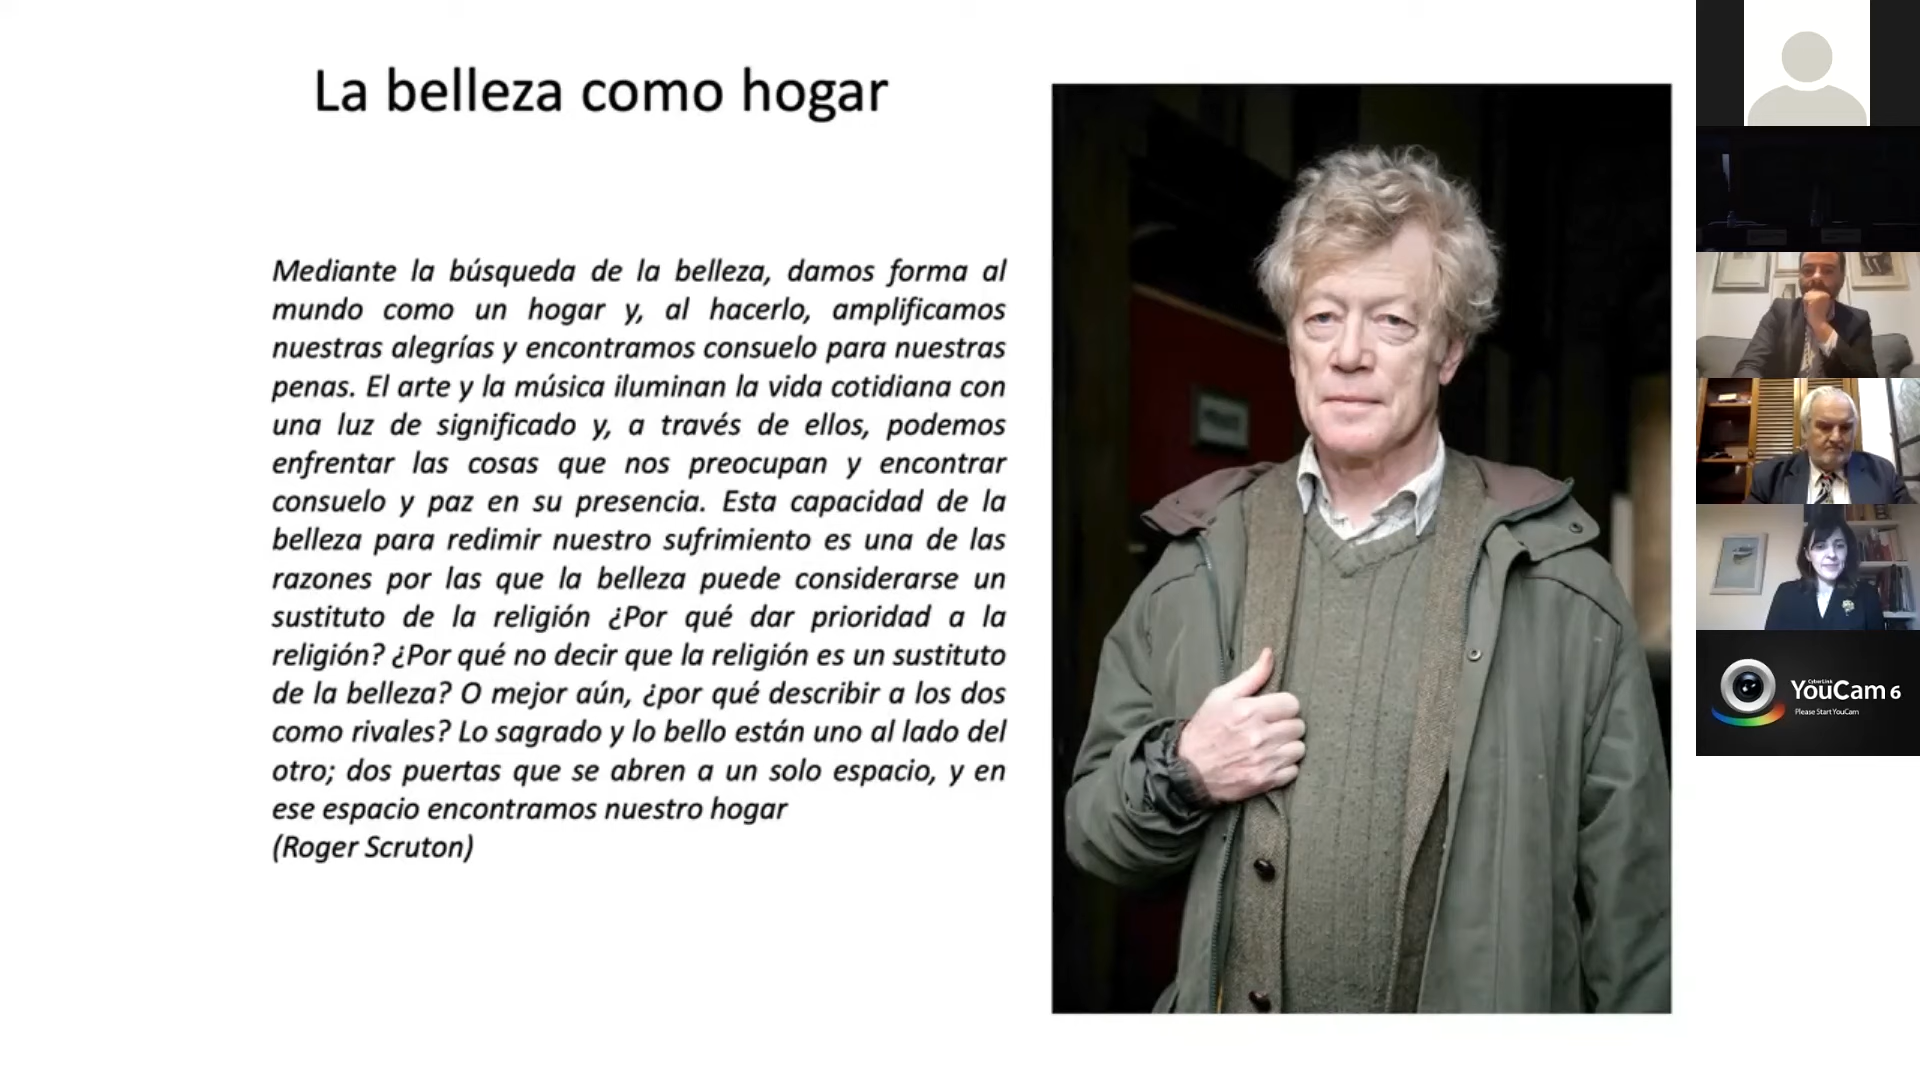 La belleza como hogar
Mediante la búsqueda de la belleza, damos forma al
mundo como un hogar y, al hacerlo, amplificamos
nuestras alegrías y encontramos consuelo para nuestras
penas. El arte y la música iluminan la vida cotidiana con
una luz de significado y, a través de ellos, podemos
enfrentar las cosas que nos preocupan y encontrar
consuelo y paz en su presencia. Esta capacidad de la
belleza para redimir nuestro sufrimiento es una de las
razones por las que la belleza puede considerarse un
sustituto de la religión ¿Por qué dar prioridad a la
religión? ¿Por qué no decir que la religión es un sustituto
de la belleza? O mejor aún, ¿por qué describir a los dos
como rivales? Lo sagrado y lo bello están uno al lado del
otro; dos puertas que se abren a un solo espacio, y en
ese espacio encontramos nuestro hogar
(Roger Scruton)
CyberLink
YouCam 6
Please Start YouCam